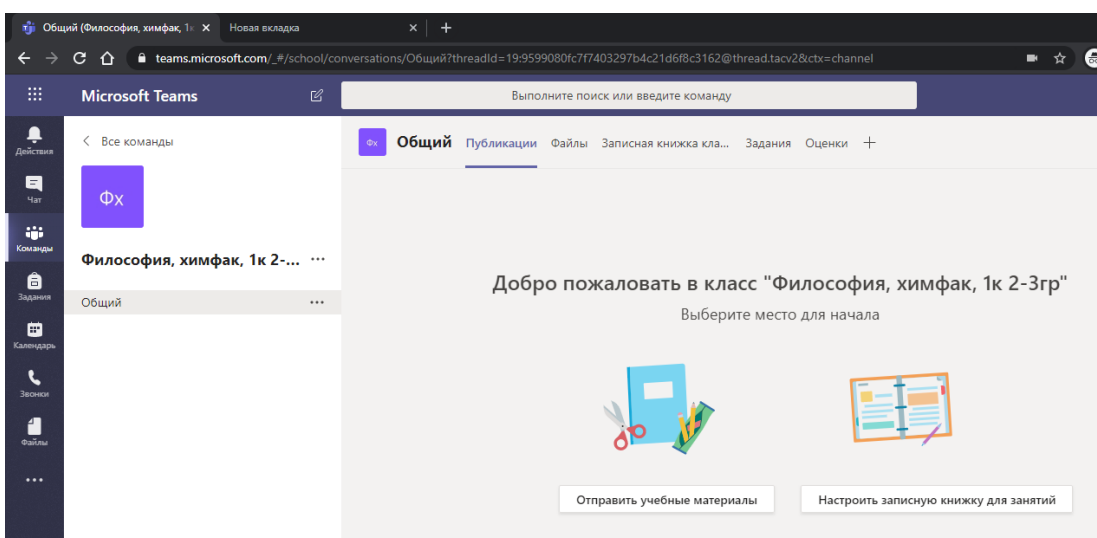 Общий (Философия, химфак, 1к
Новая вкладка
teams.microsoft.com/_#/school/conversations/Общий?threadId=19:9599080fc7f7403297b4c21d6f8c3162@thread.tacv2&ctx=channel
Microsoft Teams
Выполните поиск или введите команду
Действия
Чат
Команды
Задания
Календарь
Звонки
Файлы
Все команды
Фх
Философия, химфак, 1к 2-...
Общий
Фх
Общий Публикации Файлы Записная книжка кла... Задания Оценки
Добро пожаловать в класс "Философия, химфак, 1к 2-3гр"
Выберите место для начала
Отправить учебные материалы
Настроить записную книжку для занятий